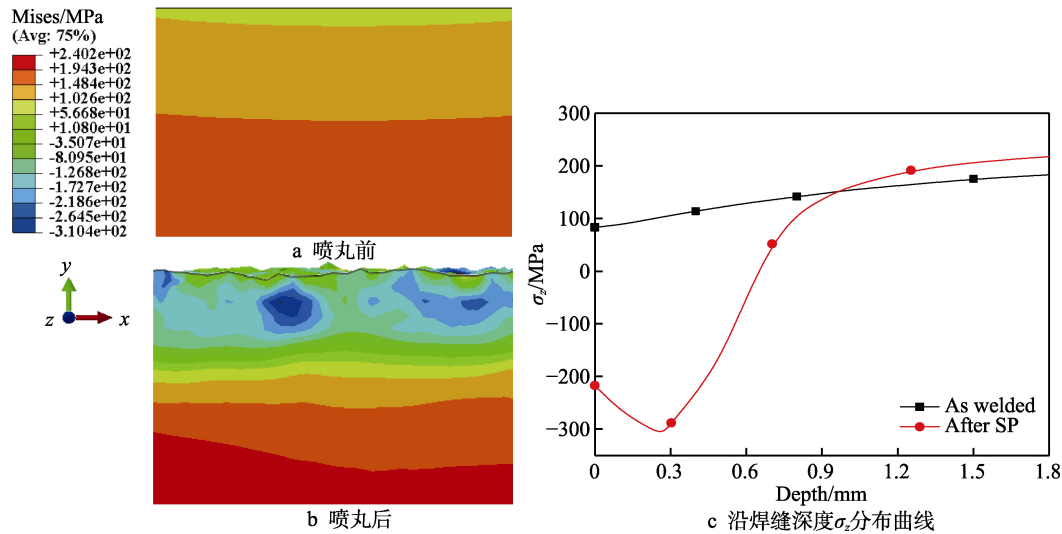 Mises/MPa
(Avg: 75%)
+2.402e+02
+1.943e+02
+1.484e+02
+1.026e+02
+5.668e+01
+1.080e+01
-3.507e+01
-8.095e+01
-1.268e+02
-1.727e+02
-2.186e+02
-2.645e+02
-3.104e+02
a 喷丸前
y
z
x
b 喷丸后
300
200
100
0
−100
−200
−300
σz/MPa
As welded
After SP
0
0.3
0.6
0.9
1.2
1.5
1.8
Depth/mm
c 沿焊缝深度σz分布曲线